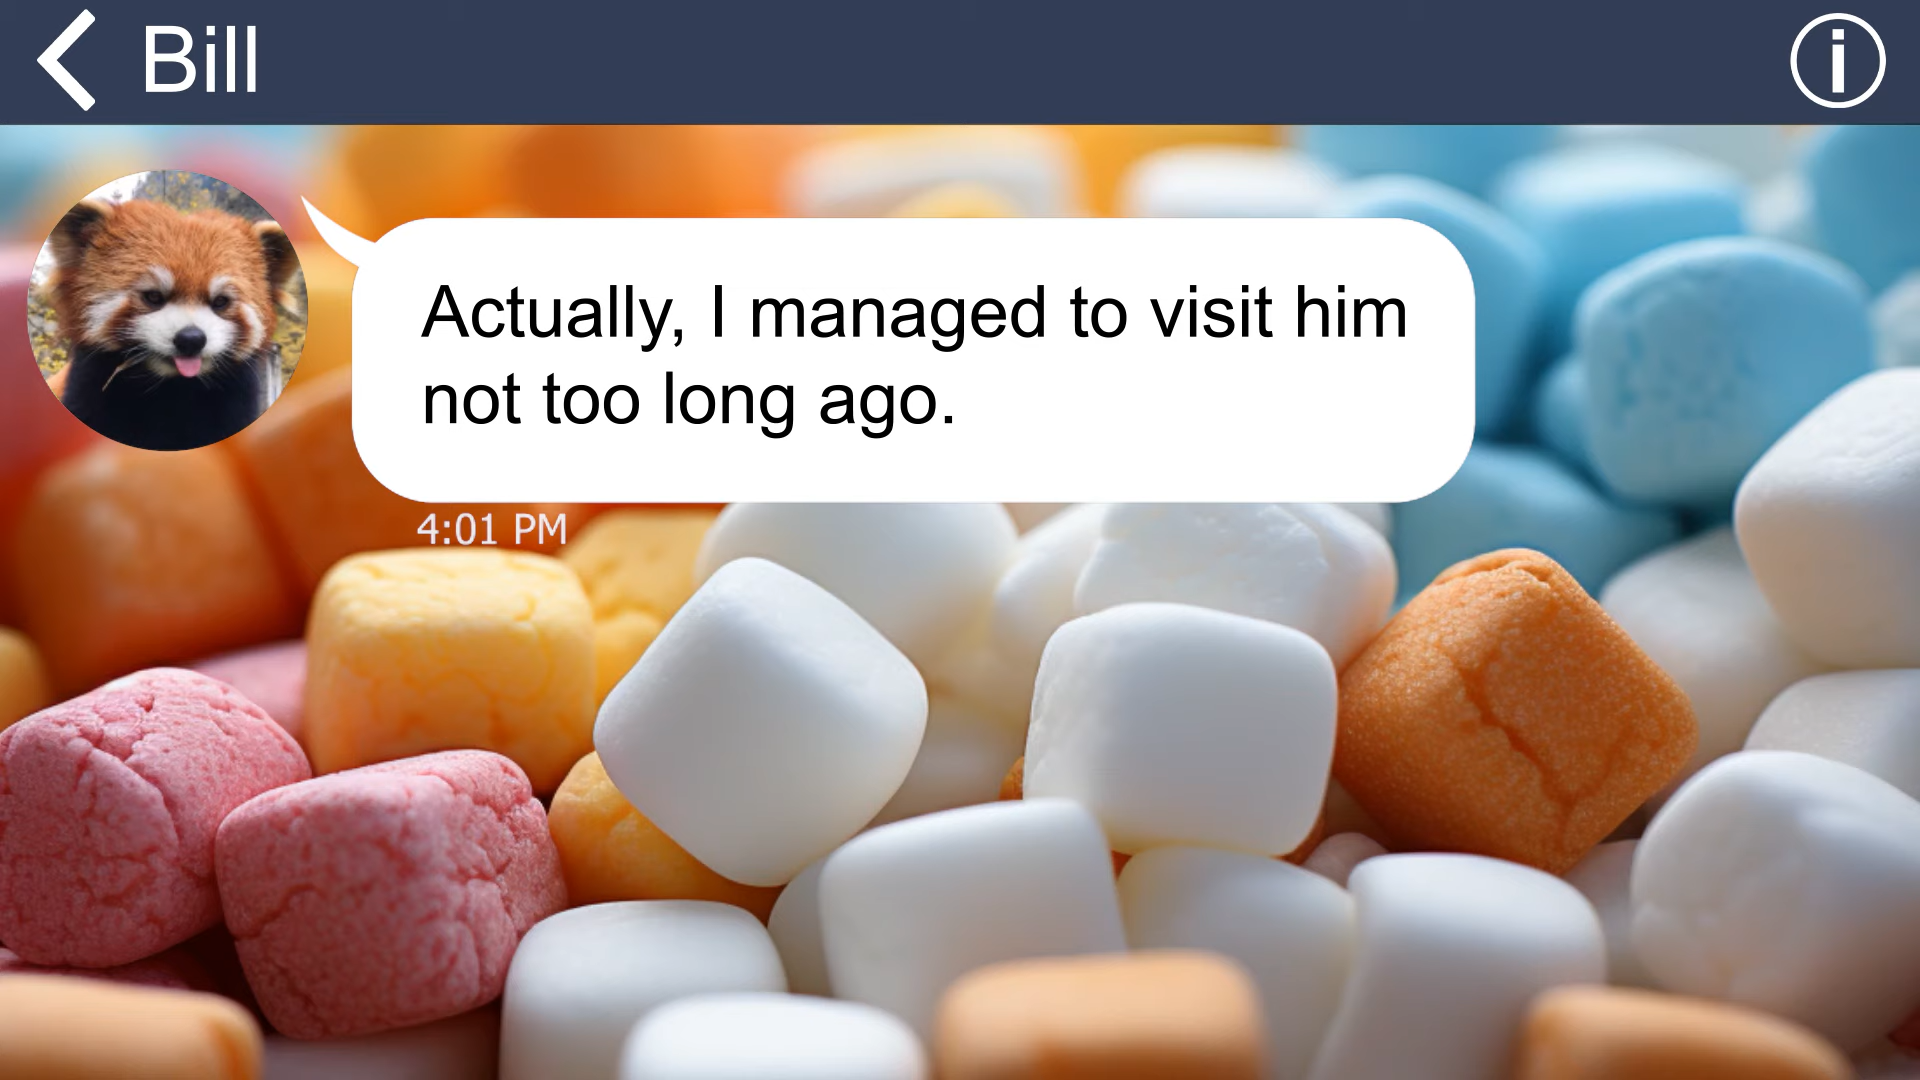 Bill
Actually, I managed to visit him
not too long ago.
4:01 PM